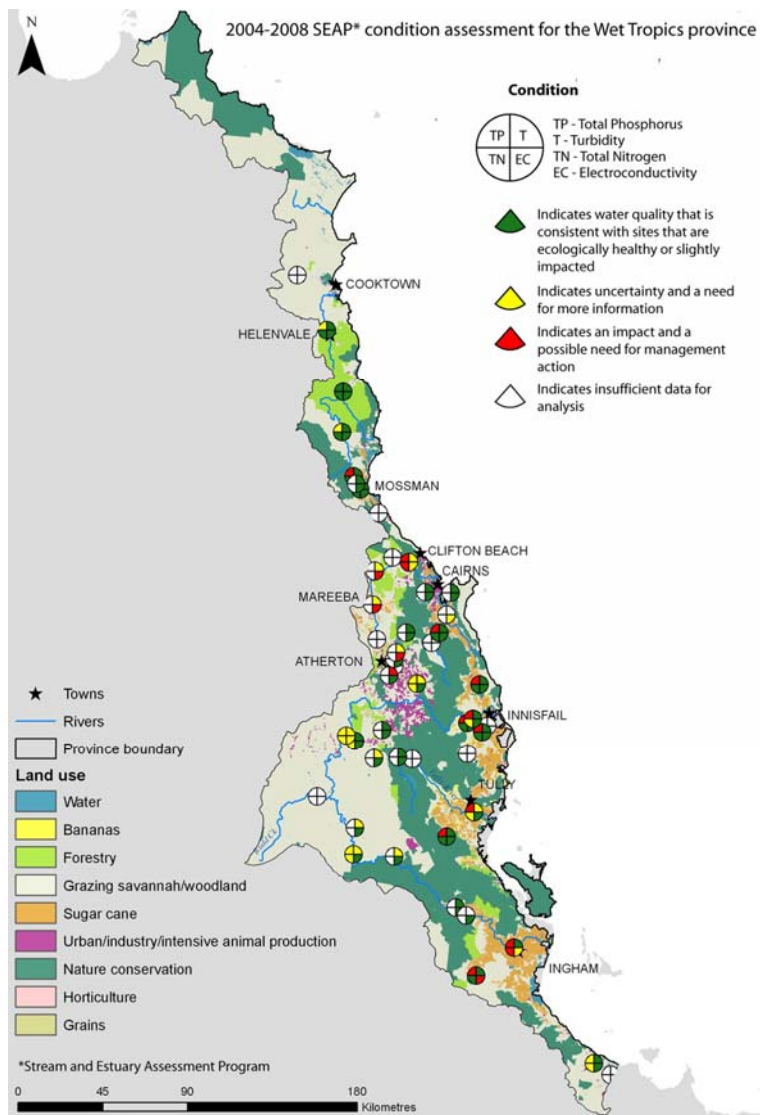 2004-2008 SEAP* condition assessment for the Wet Tropics province
N
Condition
TP
T
TN
EC
TP - Total Phosphorus
T - Turbidity
TN - Total Nitrogen
EC - Electroconductivity
Indicates water quality that is
consistent with sites that are
ecologically healthy or slightly
impacted
Indicates uncertainty and a need
for more information
Indicates an impact and a
possible need for management
action
Indicates insufficient data for
analysis
COOKTOWN
HELENVALE
MOSSMAN
CLIFTON BEACH
CAIRNS
MAREEBA
ATHERTON
INNISFAIL
TULLY
INGHAM
Towns
Rivers
Province boundary
Land use
Water
Bananas
Forestry
Grazing savannah/woodland
Sugar cane
Urban/industry/intensive animal production
Nature conservation
Horticulture
Grains
*Stream and Estuary Assessment Program
0 45 90 180
Kilometres